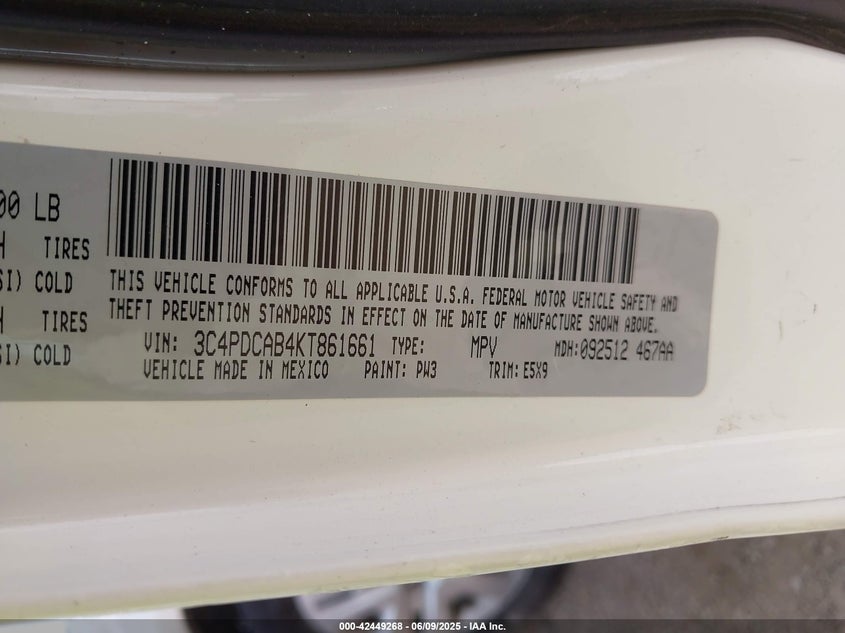 00 LB
TIRES
SI) COLD
TIRES
SI) COLD
THIS VEHICLE CONFORMS TO ALL APPLICABLE U.S.A. FEDERAL MOTOR VEHICLE SAFETY AND
THEFT PREVENTION STANDARDS IN EFFECT ON THE DATE OF MANUFACTURE SHOWN ABOVE.
VIN: 3C4PDCAB4KT861661 TYPE: MPV MDH:092512 467AA
VEHICLE MADE IN MEXICO PAINT: PW3 TRIM: E5X9
000-42449268 - 06/09/2025 - IAA Inc.